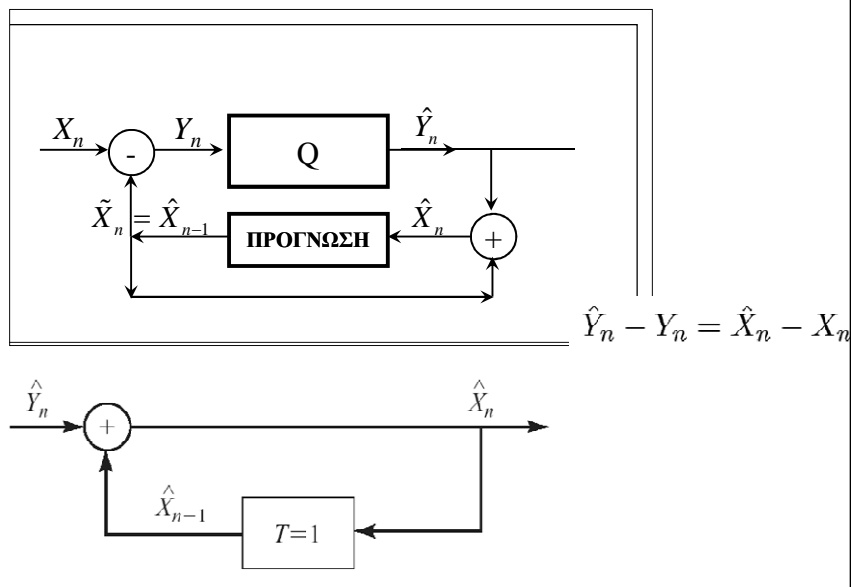 X_n - Y_n Q Ŷ_n
X̃_n = X̂_{n-1} ΠΡΟΓΝΩΣΗ X̂_n +
Ŷ_n − Y_n = X̂_n − X_n
Ŷ_n + X̂_n
X̂_{n−1} T=1